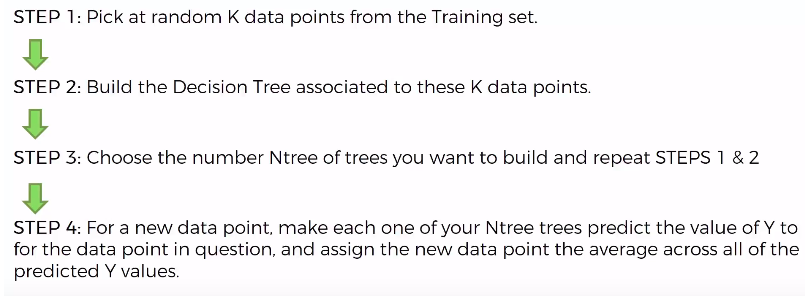 STEP 1: Pick at random K data points from the Training set.
STEP 2: Build the Decision Tree associated to these K data points.
STEP 3: Choose the number Ntree of trees you want to build and repeat STEPS 1 & 2
STEP 4: For a new data point, make each one of your Ntree trees predict the value of Y to
for the data point in question, and assign the new data point the average across all of the
predicted Y values.